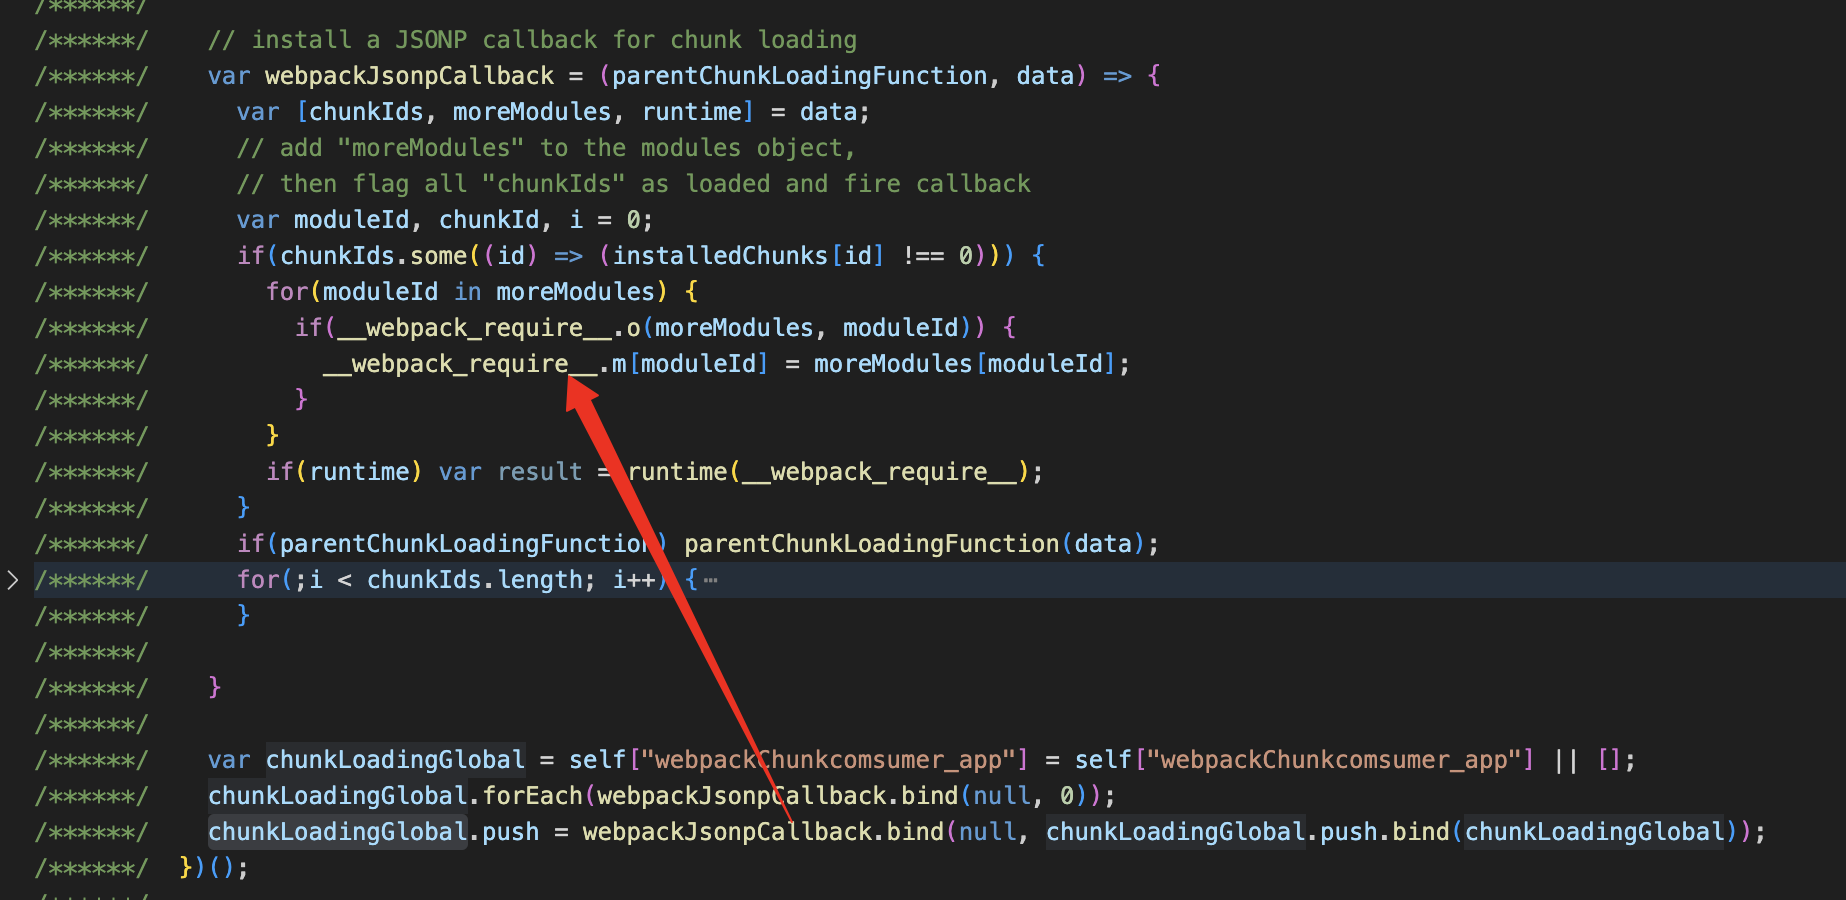 /******/
/******/    // install a JSONP callback for chunk loading
/******/    var webpackJsonpCallback = (parentChunkLoadingFunction, data) => {
/******/      var [chunkIds, moreModules, runtime] = data;
/******/      // add "moreModules" to the modules object,
/******/      // then flag all "chunkIds" as loaded and fire callback
/******/      var moduleId, chunkId, i = 0;
/******/      if(chunkIds.some((id) => (installedChunks[id] !== 0))) {
/******/        for(moduleId in moreModules) {
/******/          if(__webpack_require__.o(moreModules, moduleId)) {
/******/            __webpack_require__.m[moduleId] = moreModules[moduleId];
/******/          }
/******/        }
/******/        if(runtime) var result = runtime(__webpack_require__);
/******/      }
/******/      if(parentChunkLoadingFunction) parentChunkLoadingFunction(data);
/******/      for(;i < chunkIds.length; i++) {⋯
/******/      }
/******/
/******/    }
/******/
/******/    var chunkLoadingGlobal = self["webpackChunkcomsumer_app"] = self["webpackChunkcomsumer_app"] || [];
/******/    chunkLoadingGlobal.forEach(webpackJsonpCallback.bind(null, 0));
/******/    chunkLoadingGlobal.push = webpackJsonpCallback.bind(null, chunkLoadingGlobal.push.bind(chunkLoadingGlobal));
/******/  })();